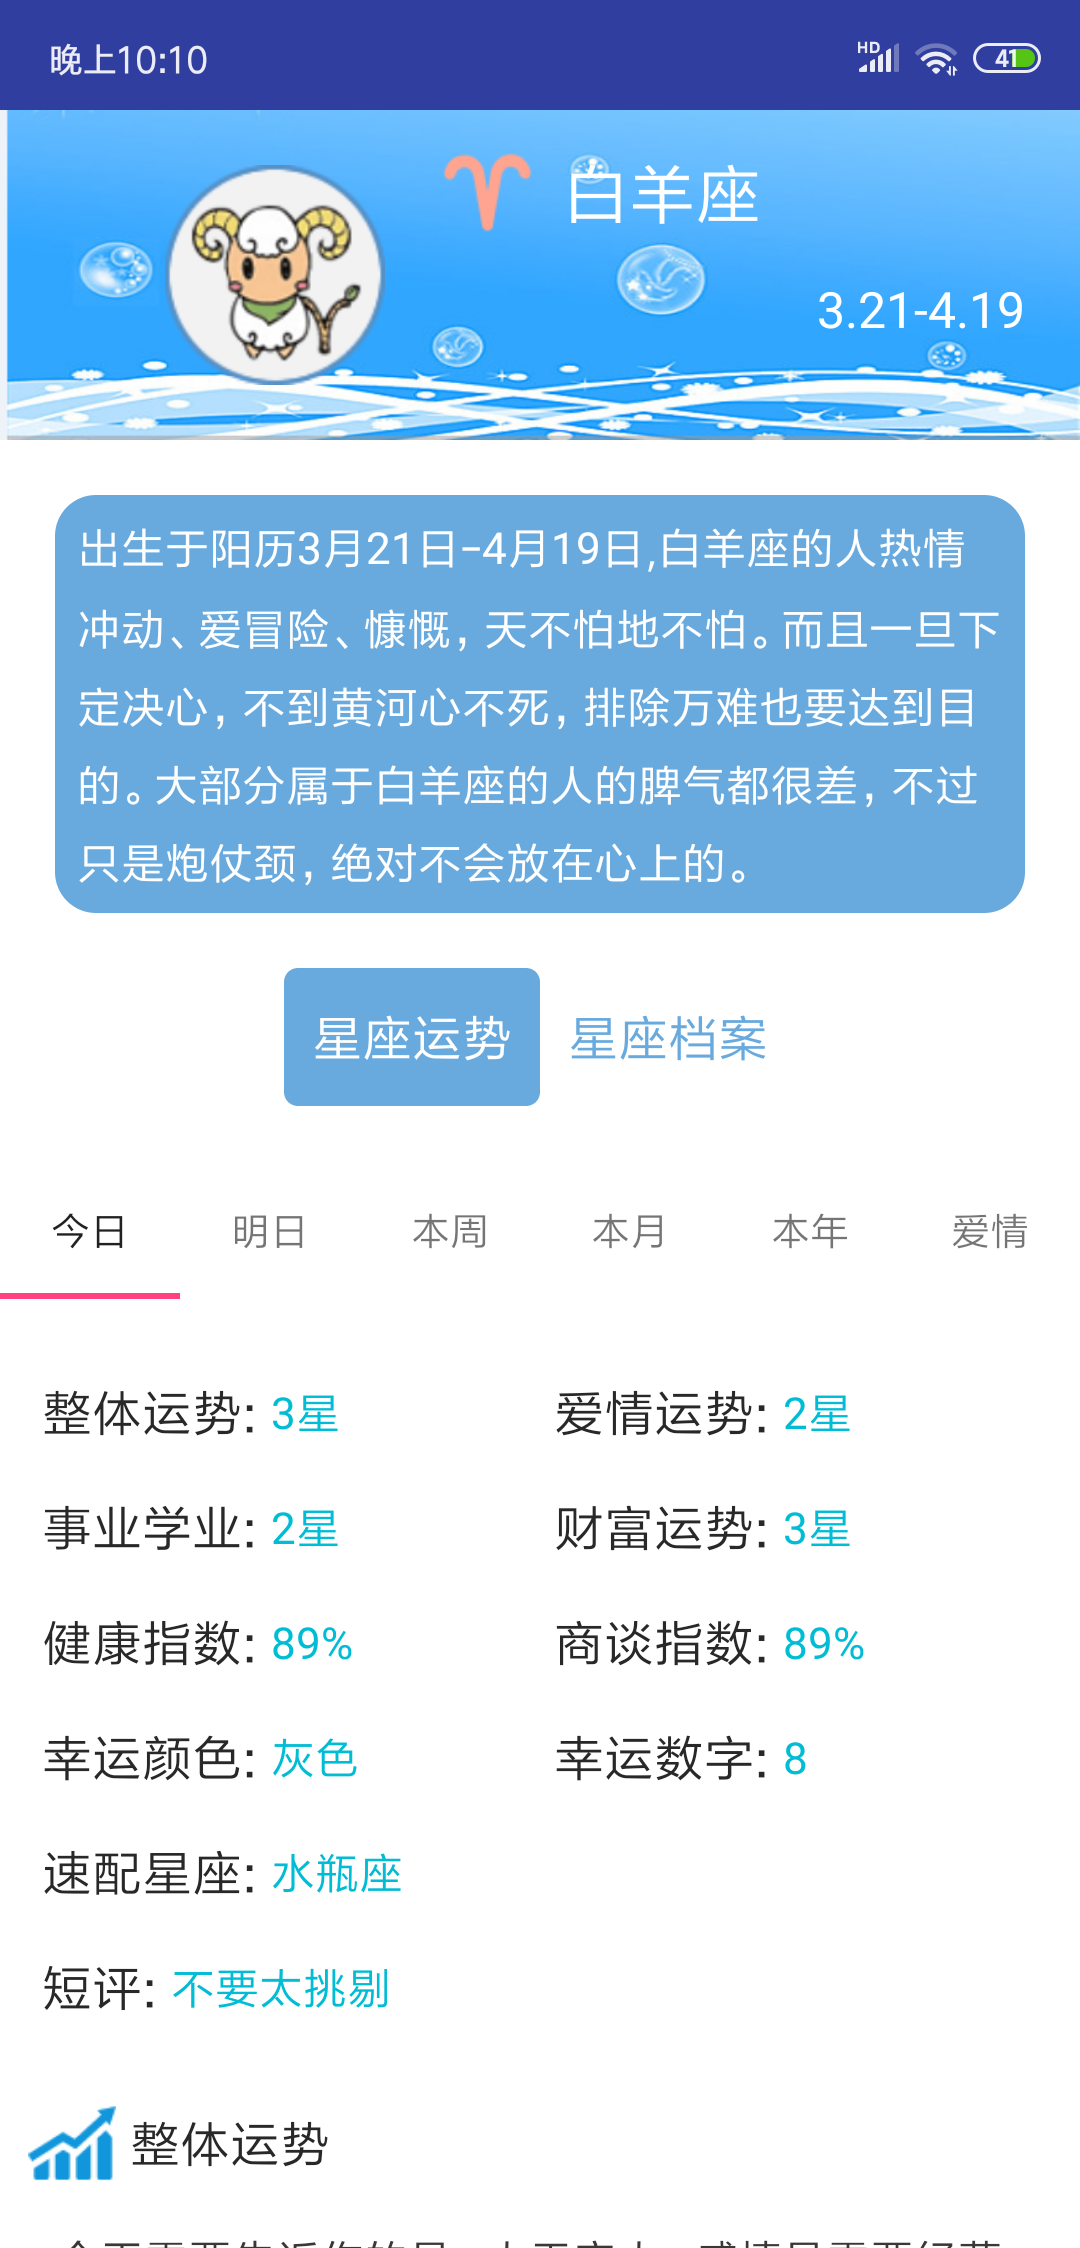 晚上10:10
HD
41
白羊座
3.21-4.19
出生于阳历3月21日-4月19日,白羊座的人热情
冲动、爱冒险、慷慨，天不怕地不怕。而且一旦下
定决心，不到黄河心不死，排除万难也要达到目
的。大部分属于白羊座的人的脾气都很差，不过
只是炮仗颈，绝对不会放在心上的。
星座运势 星座档案
今日 明日 本周 本月 本年 爱情
整体运势: 3星 爱情运势: 2星
事业学业: 2星 财富运势: 3星
健康指数: 89% 商谈指数: 89%
幸运颜色: 灰色 幸运数字: 8
速配星座: 水瓶座
短评: 不要太挑剔
整体运势